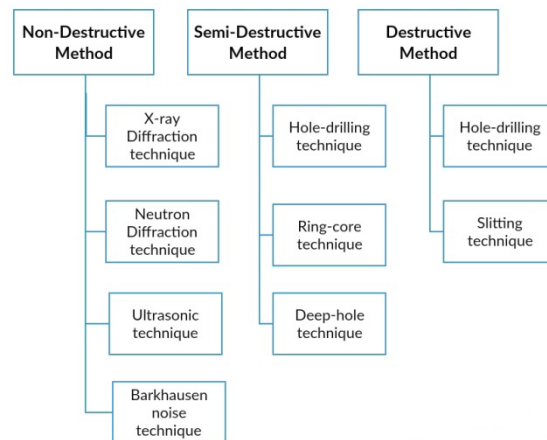 Non-Destructive
Method
X-ray
Diffraction
technique
Neutron
Diffraction
technique
Ultrasonic
technique
Barkhausen
noise
technique
Semi-Destructive
Method
Hole-drilling
technique
Ring-core
technique
Deep-hole
technique
Destructive
Method
Hole-drilling
technique
Slitting
technique